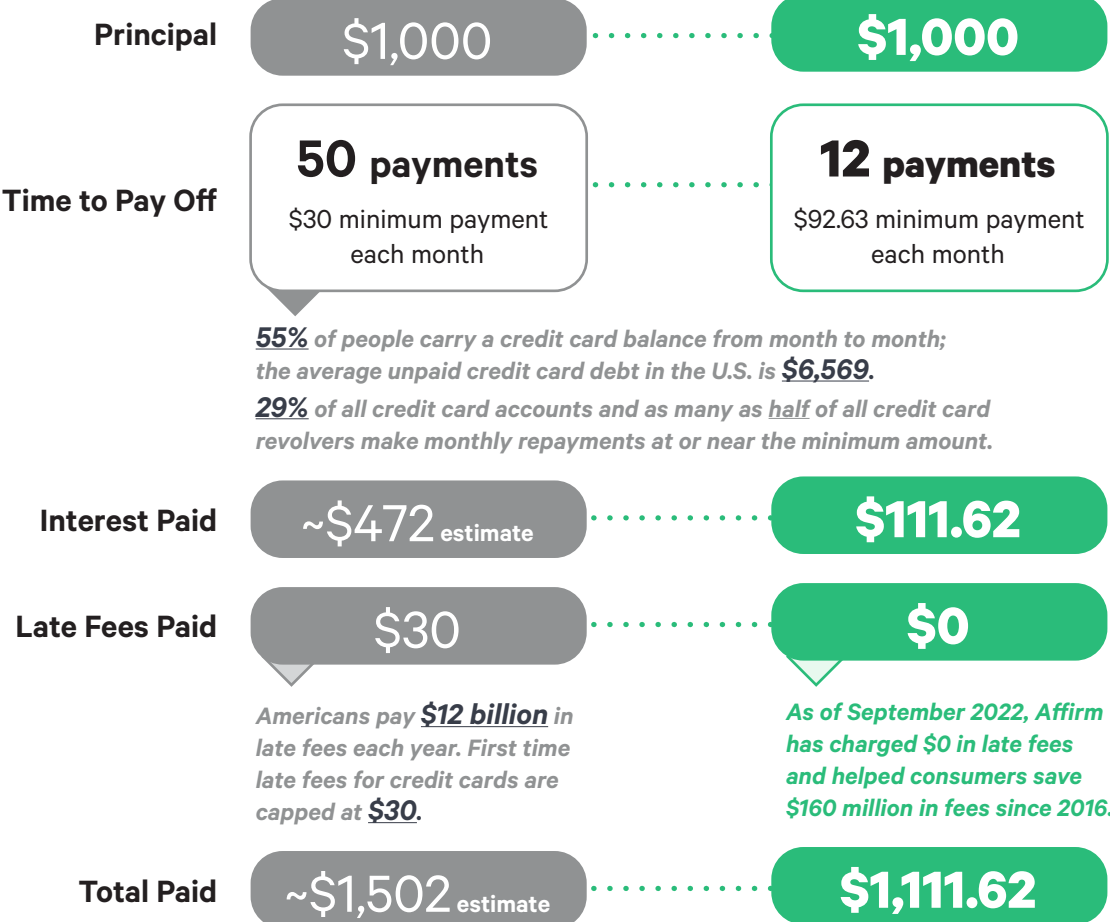 Principal
$1,000
$1,000
Time to Pay Off
50 payments
$30 minimum payment
each month
12 payments
$92.63 minimum payment
each month
55% of people carry a credit card balance from month to month;
the average unpaid credit card debt in the U.S. is $6,569.
29% of all credit card accounts and as many as half of all credit card
revolvers make monthly repayments at or near the minimum amount.
Interest Paid
~$472 estimate
$111.62
Late Fees Paid
$30
$0
Americans pay $12 billion in
late fees each year. First time
late fees for credit cards are
capped at $30.
As of September 2022, Affirm
has charged $0 in late fees
and helped consumers save
$160 million in fees since 2016.
Total Paid
~$1,502 estimate
$1,111.62